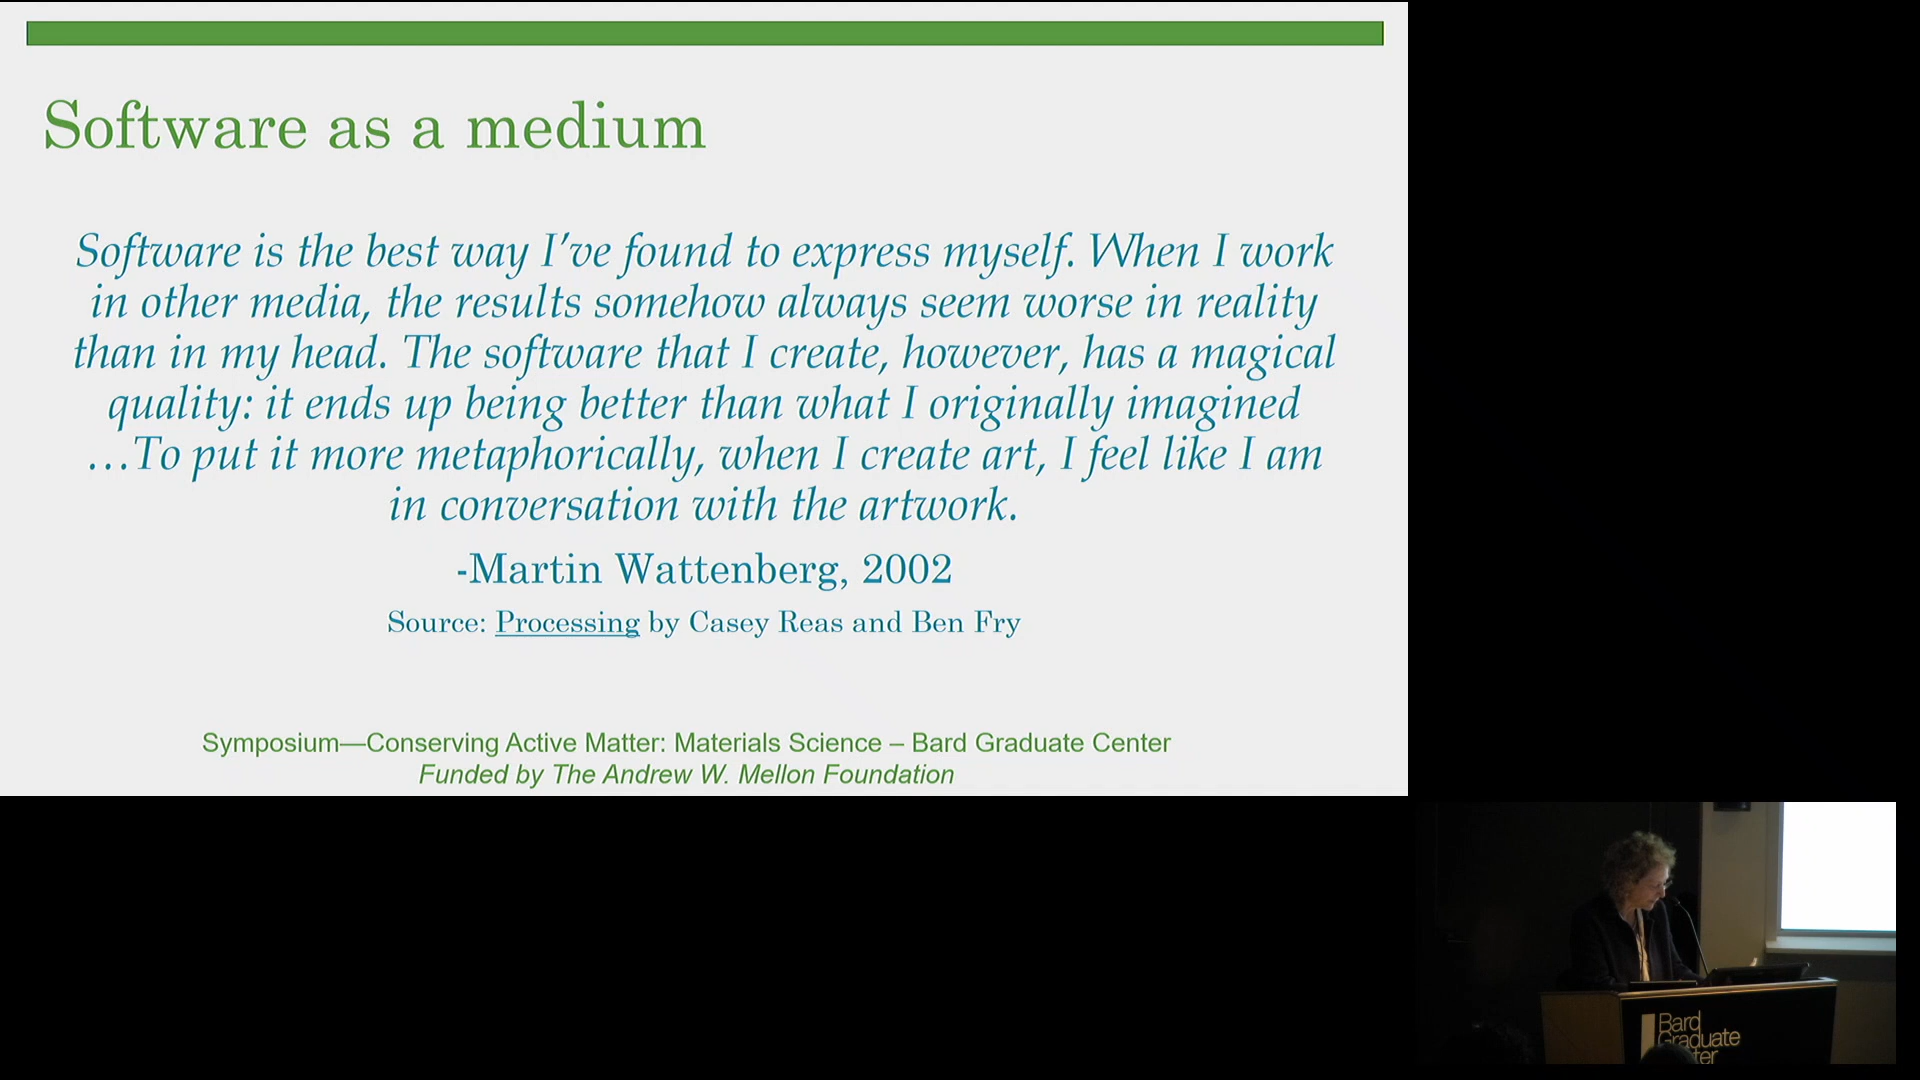 Software as a medium
Software is the best way I've found to express myself. When I work
in other media, the results somehow always seem worse in reality
than in my head. The software that I create, however, has a magical
quality: it ends up being better than what I originally imagined
…To put it more metaphorically, when I create art, I feel like I am
in conversation with the artwork.
-Martin Wattenberg, 2002
Source: Processing by Casey Reas and Ben Fry
Symposium—Conserving Active Matter: Materials Science – Bard Graduate Center
Funded by The Andrew W. Mellon Foundation
Bard
Graduate